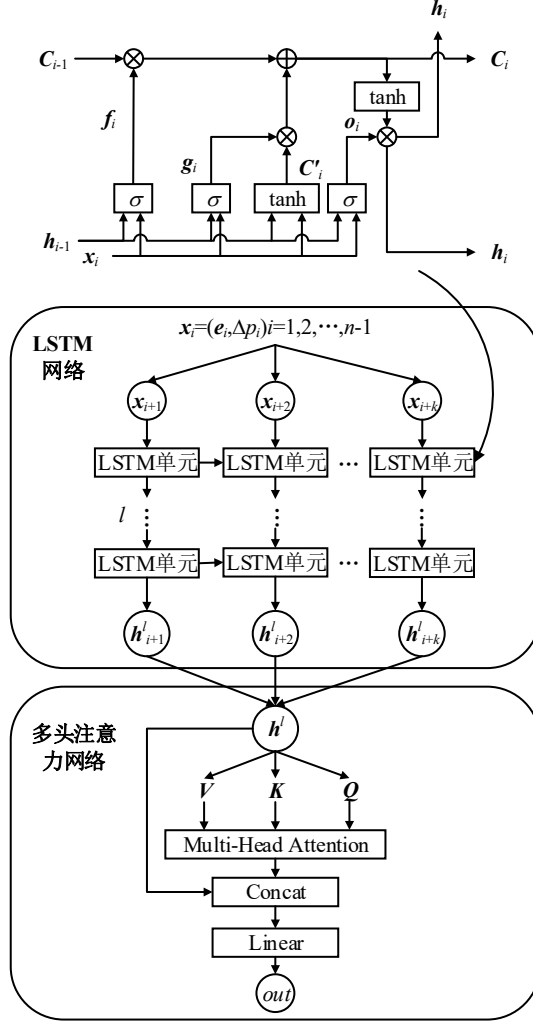 h_i
C_{i-1}
C_i
tanh
f_i
o_i
g_i
C'_i
σ
σ
tanh
σ
h_{i-1}
x_i
h_i
x_i=(e_i,Δp_i)i=1,2,⋯,n-1
LSTM
网络
x_{i+1}
x_{i+2}
x_{i+k}
LSTM单元
LSTM单元
…
LSTM单元
l
LSTM单元
LSTM单元
…
LSTM单元
h^l_{i+1}
h^l_{i+2}
h^l_{i+k}
多头注意
力网络
h^l
V
K
Q
Multi-Head Attention
Concat
Linear
out